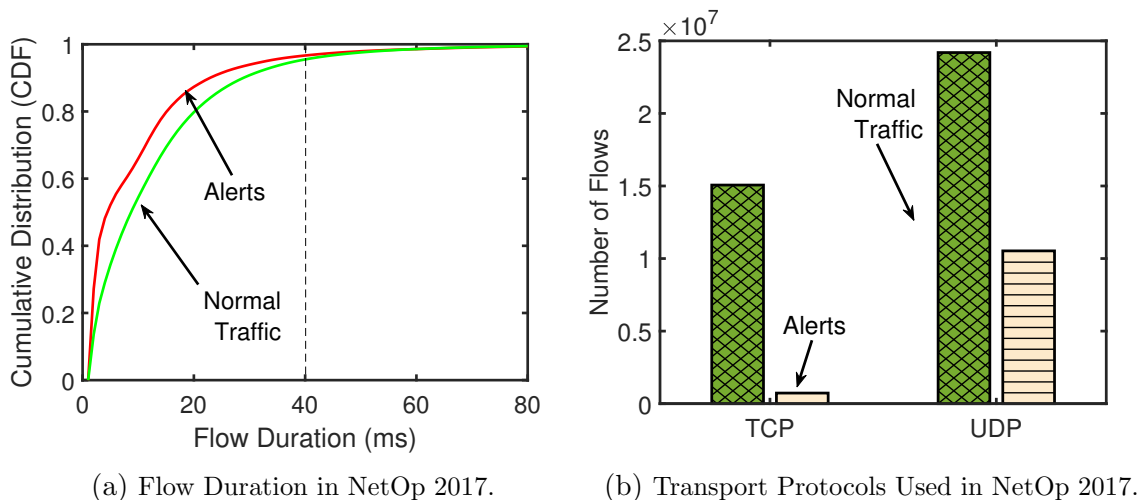 Cumulative Distribution (CDF)
1
0.8
0.6
0.4
0.2
0
0
20
40
60
80
Flow Duration (ms)
Alerts
Normal
Traffic
(a) Flow Duration in NetOp 2017.
×10⁷
Number of Flows
2.5
2
1.5
1
0.5
0
TCP
UDP
Normal
Traffic
Alerts
(b) Transport Protocols Used in NetOp 2017.